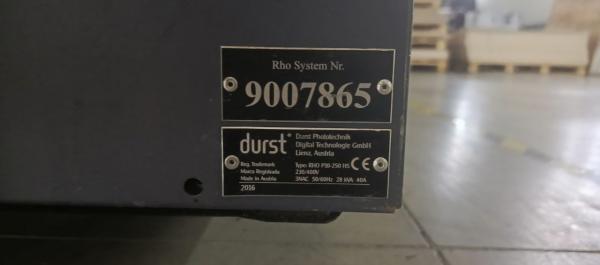 Rho System Nr.
9007865
durst® Durst Phototechnik
Digital Technologie GmbH
Lienz, Austria
Reg. Trademark
Marca Registrada
Made in Austria
2016
Type: RHO P10-250 HS CE
230/400V
3NAC 50/60Hz 28 kVA 40A